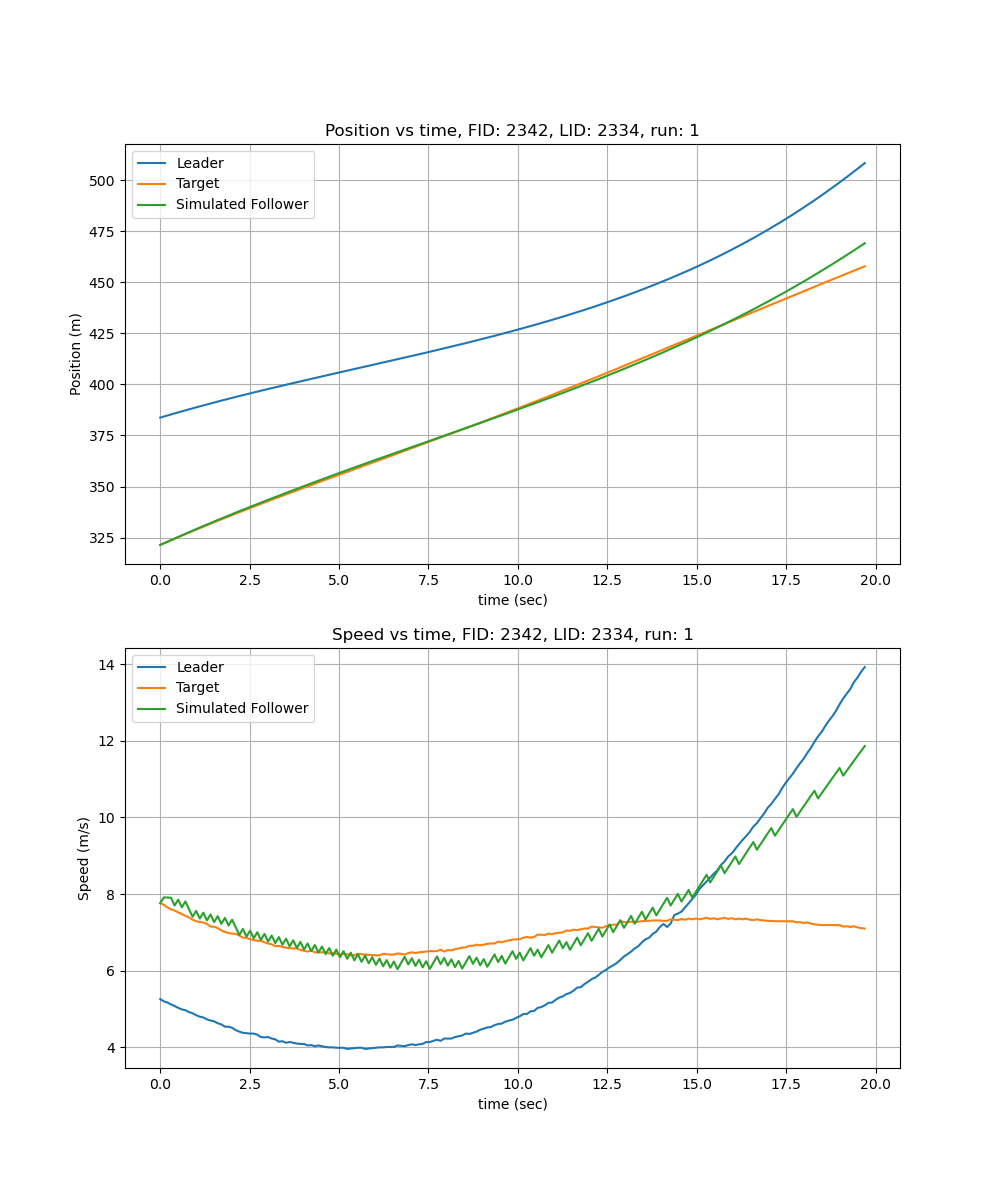 Position vs time, FID: 2342, LID: 2334, run: 1
Leader
Target
Simulated Follower
Position (m)
500
475
450
425
400
375
350
325
0.0 2.5 5.0 7.5 10.0 12.5 15.0 17.5 20.0
time (sec)
Speed vs time, FID: 2342, LID: 2334, run: 1
Leader
Target
Simulated Follower
Speed (m/s)
14
12
10
8
6
4
0.0 2.5 5.0 7.5 10.0 12.5 15.0 17.5 20.0
time (sec)